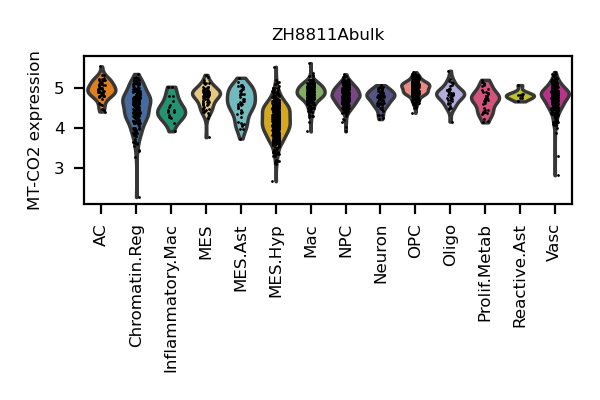 ZH8811Abulk
MT-CO2 expression
5
4
3
AC
Chromatin.Reg
Inflammatory.Mac
MES
MES.Ast
MES.Hyp
Mac
NPC
Neuron
OPC
Oligo
Prolif.Metab
Reactive.Ast
Vasc